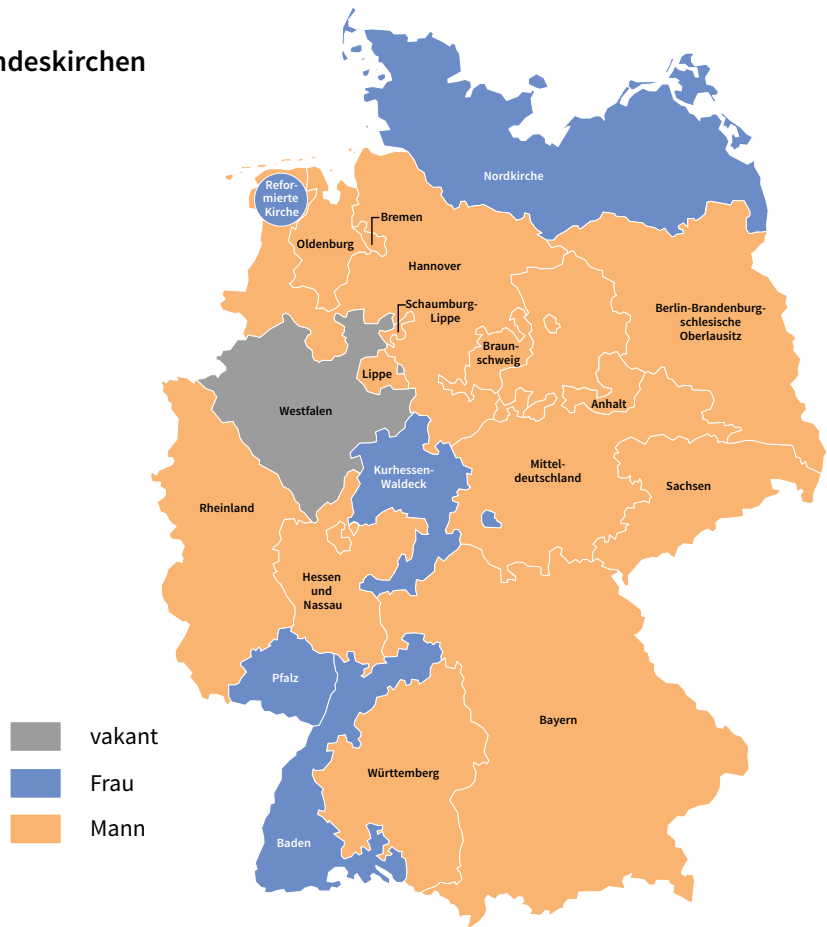 ndeskirchen
Nordkirche
Refor-
mierte
Kirche
Bremen
Oldenburg
Hannover
Schaumburg-
Lippe
Berlin-Brandenburg-
schlesische
Oberlausitz
Braun-
schweig
Lippe
Anhalt
Westfalen
Kurhessen-
Waldeck
Mittel-
deutschland
Sachsen
Rheinland
Hessen
und
Nassau
Pfalz
Bayern
Württemberg
Baden
vakant
Frau
Mann